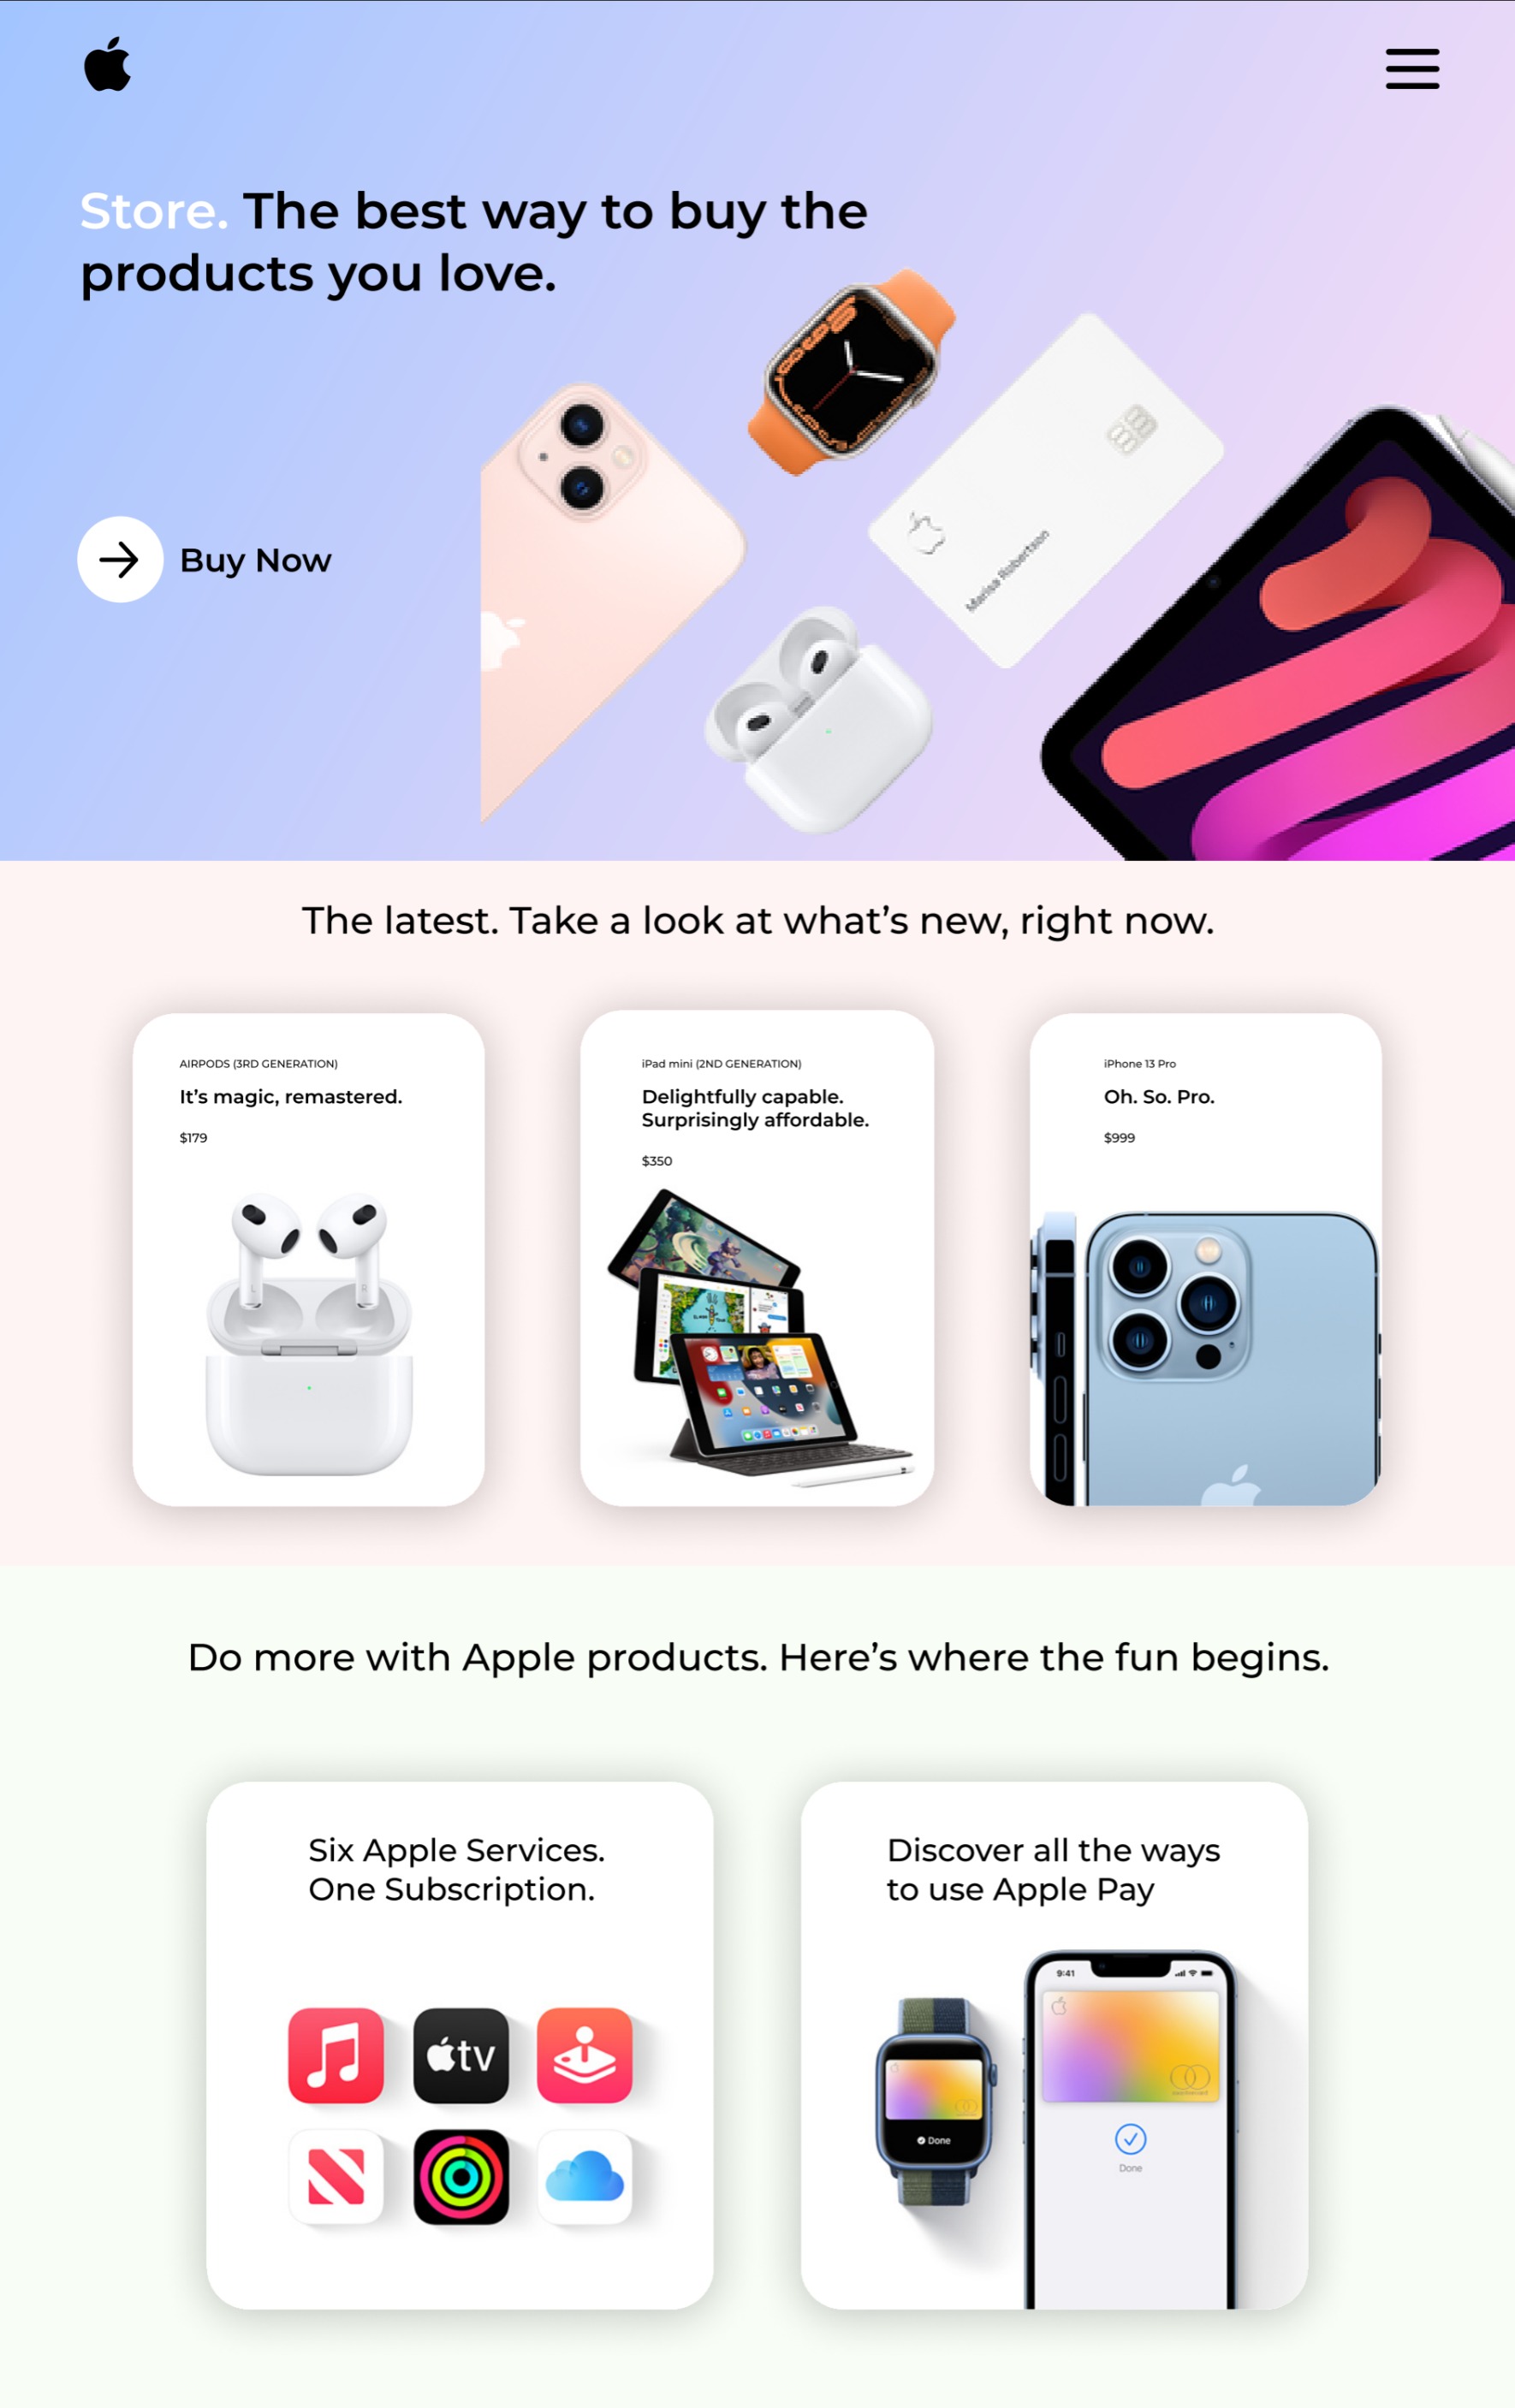 Store. The best way to buy the
products you love.
Marisa Robertson
Buy Now
The latest. Take a look at what’s new, right now.
AIRPODS (3RD GENERATION)
It’s magic, remastered.
$179
iPad mini (2ND GENERATION)
Delightfully capable.
Surprisingly affordable.
$350
iPhone 13 Pro
Oh. So. Pro.
$999
Do more with Apple products. Here’s where the fun begins.
Six Apple Services.
One Subscription.
tv
Discover all the ways
to use Apple Pay
9:41
Done
Done